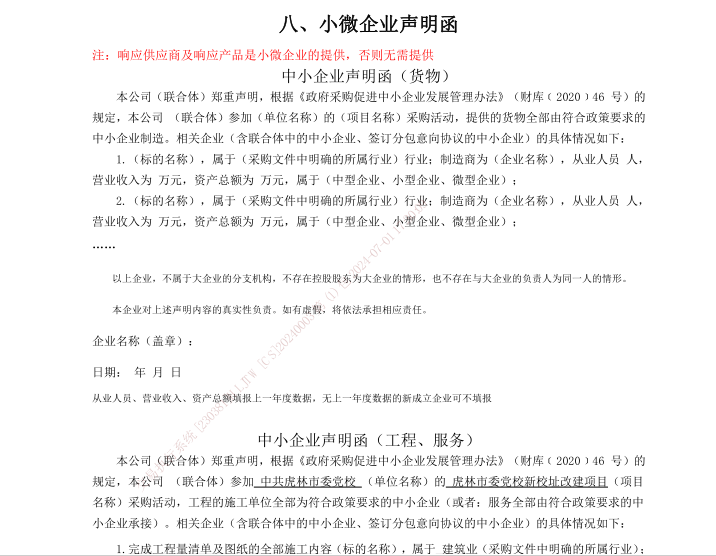 八、小微企业声明函
注：响应供应商及响应产品是小微企业的提供，否则无需提供
中小企业声明函（货物）
本公司（联合体）郑重声明，根据《政府采购促进中小企业发展管理办法》（财库﹝2020﹞46 号）的
规定，本公司 （联合体）参加（单位名称）的（项目名称）采购活动，提供的货物全部由符合政策要求的
中小企业制造。相关企业（含联合体中的中小企业、签订分包意向协议的中小企业）的具体情况如下：
1.（标的名称），属于（采购文件中明确的所属行业）行业；制造商为（企业名称），从业人员 人，
营业收入为 万元，资产总额为 万元，属于（中型企业、小型企业、微型企业）；
2.（标的名称），属于（采购文件中明确的所属行业）行业；制造商为（企业名称），从业人员 人，
营业收入为 万元，资产总额为 万元，属于（中型企业、小型企业、微型企业）；
……
以上企业，不属于大企业的分支机构，不存在控股股东为大企业的情形，也不存在与大企业的负责人为同一人的情形。
本企业对上述声明内容的真实性负责。如有虚假，将依法承担相应责任。
企业名称（盖章）：
日期： 年 月 日
从业人员、营业收入、资产总额填报上一年度数据，无上一年度数据的新成立企业可不填报
中小企业声明函（工程、服务）
本公司（联合体）郑重声明，根据《政府采购促进中小企业发展管理办法》（财库﹝2020﹞46 号）的
规定，本公司 （联合体）参加 中共虎林市委党校 （单位名称）的 虎林市委党校新校址改建项目（项目
名称）采购活动，工程的施工单位全部为符合政策要求的中小企业（或者：服务全部由符合政策要求的中
小企业承接）。相关企业（含联合体中的中小企业、签订分包意向协议的中小企业）的具体情况如下：
1.完成工程量清单及图纸的全部施工内容（标的名称），属于 建筑业（采购文件中明确的所属行业）；